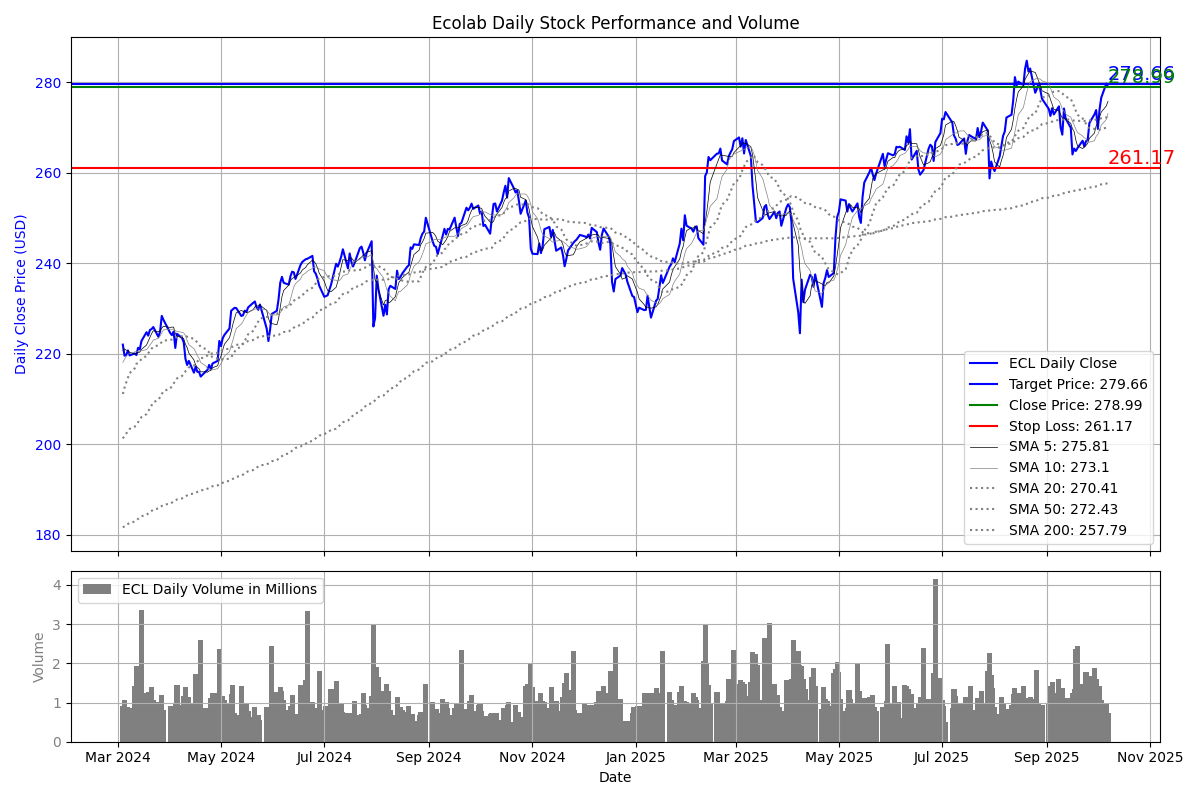 Ecolab Daily Stock Performance and Volume
Daily Close Price (USD)
280
260
240
220
200
180
279.66
278.99
261.17
ECL Daily Close
Target Price: 279.66
Close Price: 278.99
Stop Loss: 261.17
SMA 5: 275.81
SMA 10: 273.1
SMA 20: 270.41
SMA 50: 272.43
SMA 200: 257.79
Volume
4
3
2
1
0
ECL Daily Volume in Millions
Mar 2024
May 2024
Jul 2024
Sep 2024
Nov 2024
Jan 2025
Mar 2025
May 2025
Jul 2025
Sep 2025
Nov 2025
Date